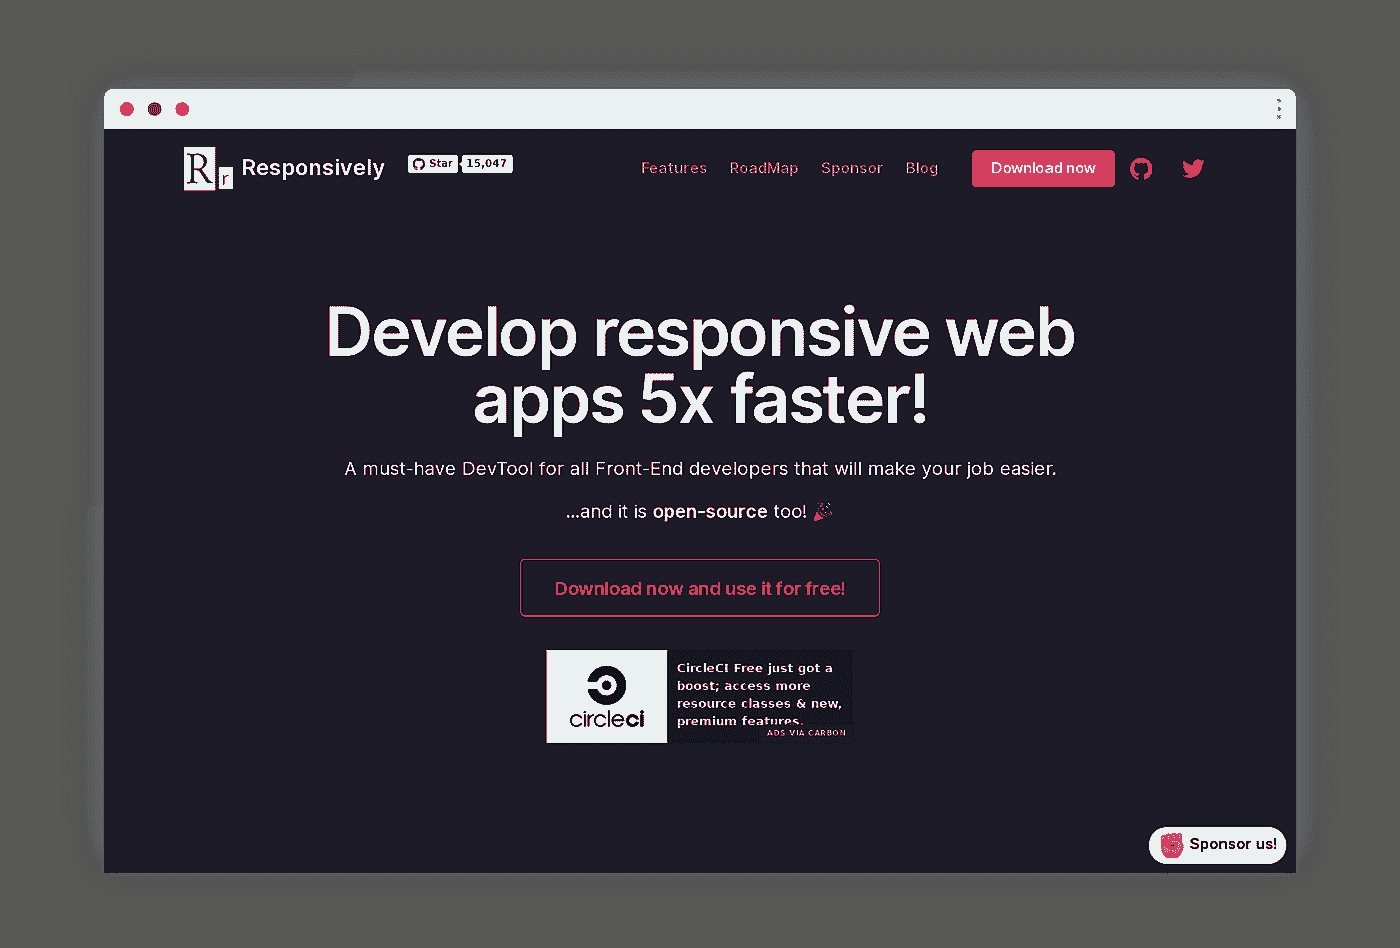 Rr Responsively Star 15,047 Features RoadMap Sponsor Blog Download now
Develop responsive web
apps 5x faster!
A must-have DevTool for all Front-End developers that will make your job easier.
...and it is open-source too! 🎉
Download now and use it for free!
circleci
CircleCI Free just got a
boost; access more
resource classes & new,
premium features.
ADS VIA CARBON
Sponsor us!